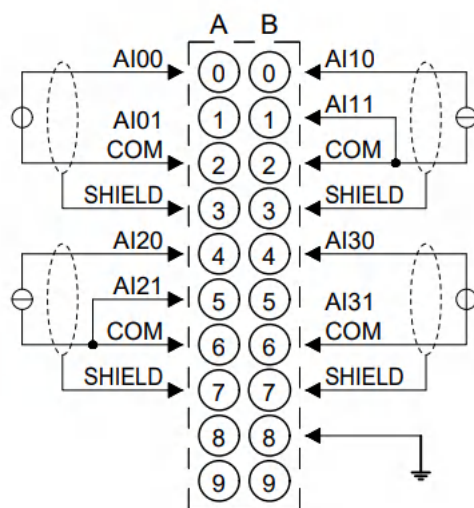 A B
AI00 0 0 AI10
AI01 1 1 AI11
COM 2 2 COM
SHIELD 3 3 SHIELD
AI20 4 4 AI30
AI21 5 5 AI31
COM 6 6 COM
SHIELD 7 7 SHIELD
8 8
9 9